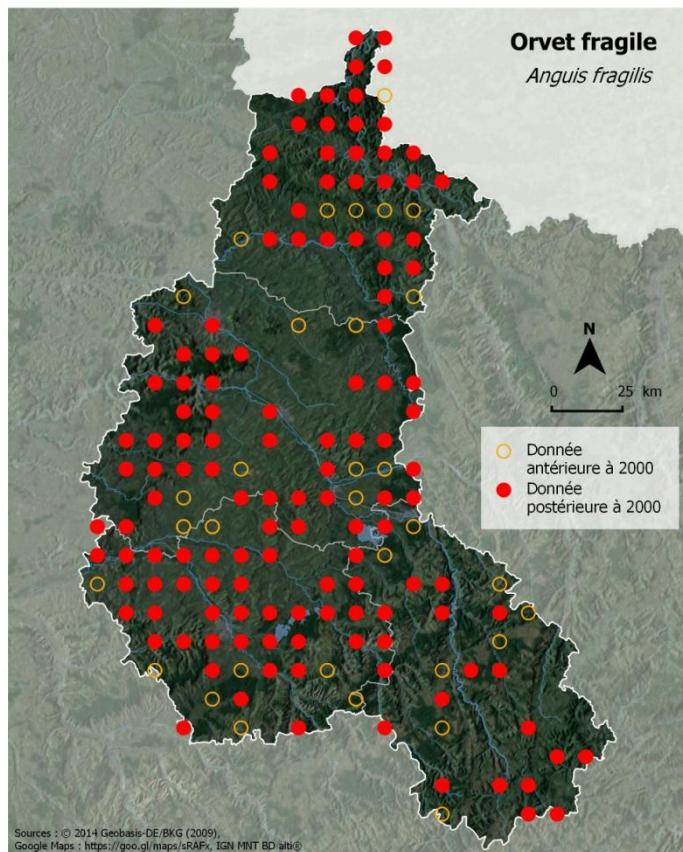 Orvet fragile
Anguis fragilis
N
0 25 km
Donnée
antérieure à 2000
Donnée
postérieure à 2000
Sources : © 2014 Geobasis-DE/BKG (2009),
Google Maps : https://goo.gl/maps/sRAFx, IGN MNT BD alti®